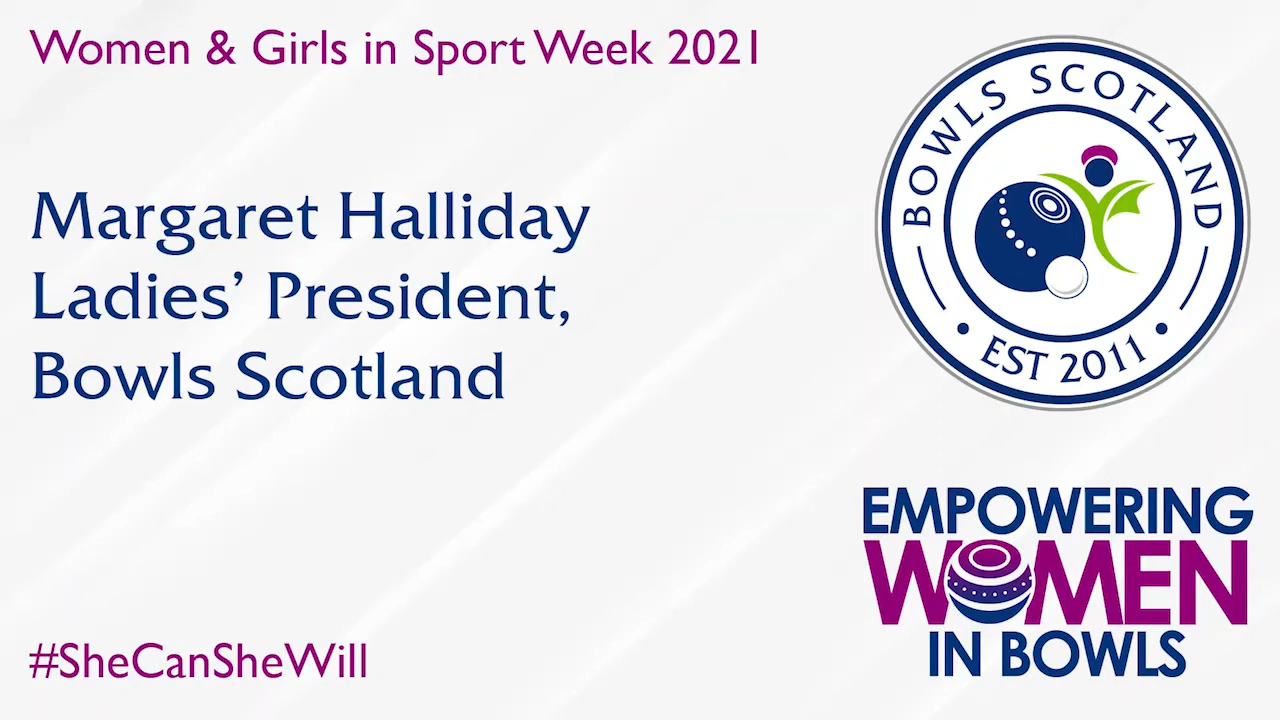 Women & Girls in Sport Week 2021
Margaret Halliday
Ladies’ President,
Bowls Scotland
#SheCanSheWill
BOWLS SCOTLAND
EST 2011
EMPOWERING
WOMEN
IN BOWLS